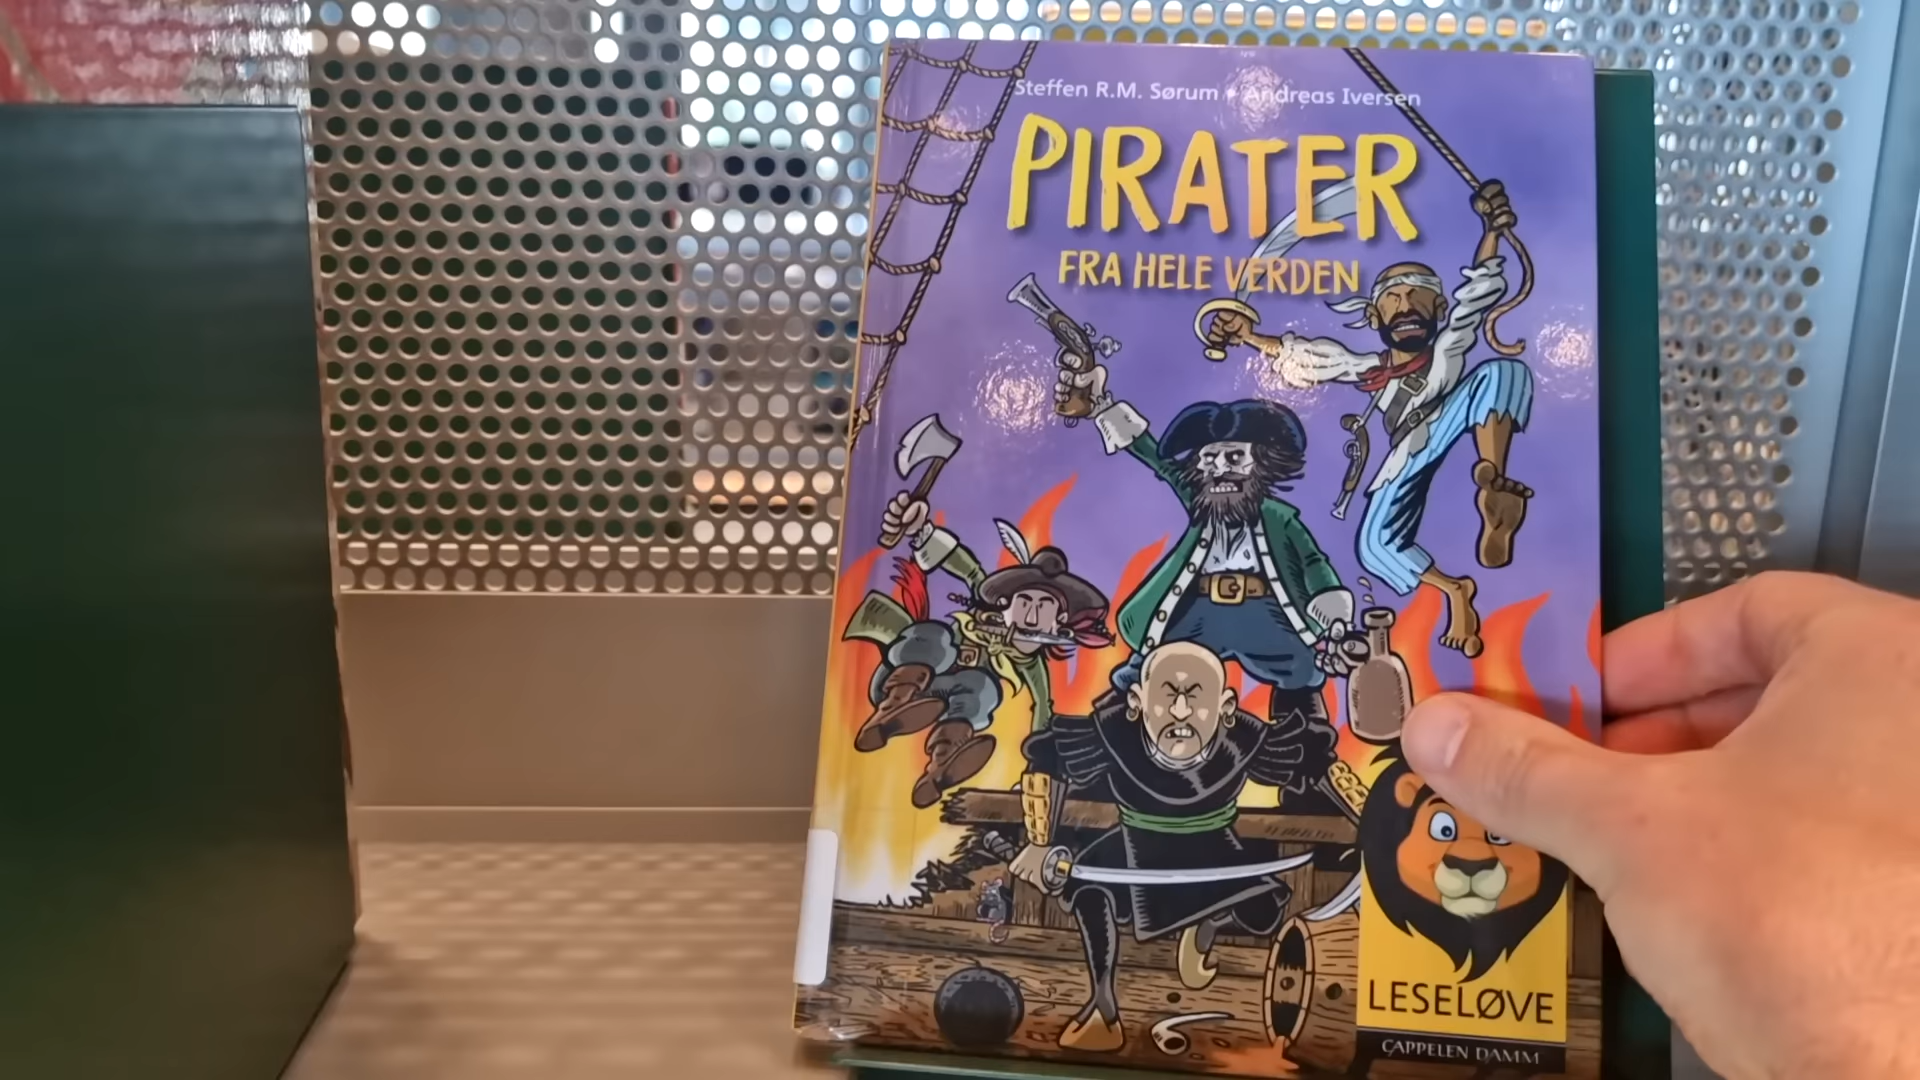 Steffen R.M. Sørum • Andreas Iversen
PIRATER
FRA HELE VERDEN
LESELØVE
CAPPELEN DAMM